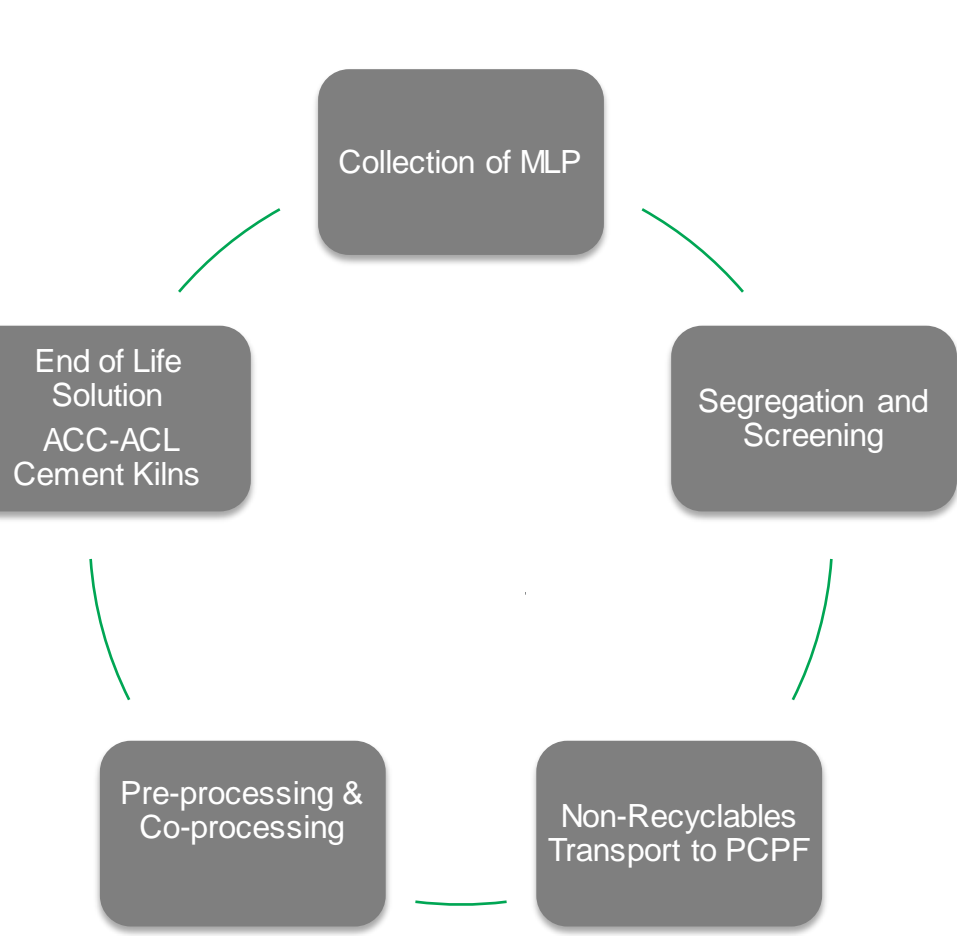 Collection of MLP
Segregation and
Screening
Non-Recyclables
Transport to PCPF
Pre-processing &
Co-processing
End of Life
Solution
ACC-ACL
Cement Kilns